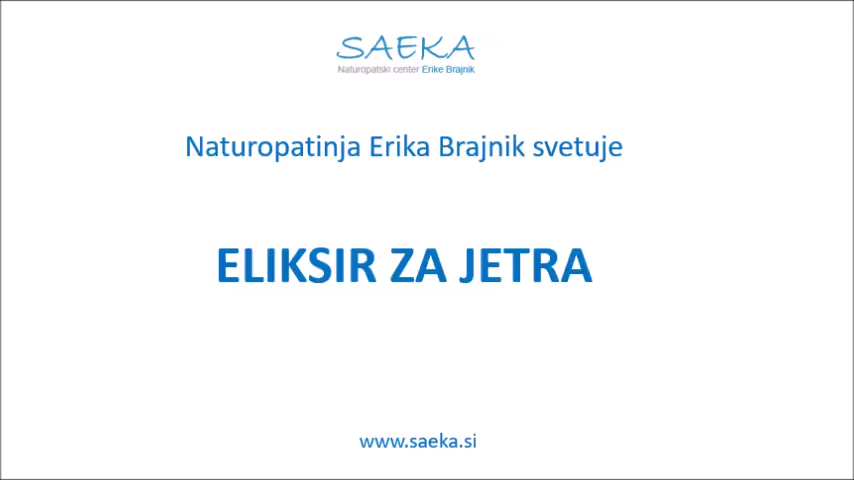 SAEKA
Naturopatski center Erike Brajnik
Naturopatinja Erika Brajnik svetuje
ELIKSIR ZA JETRA
www.saeka.si